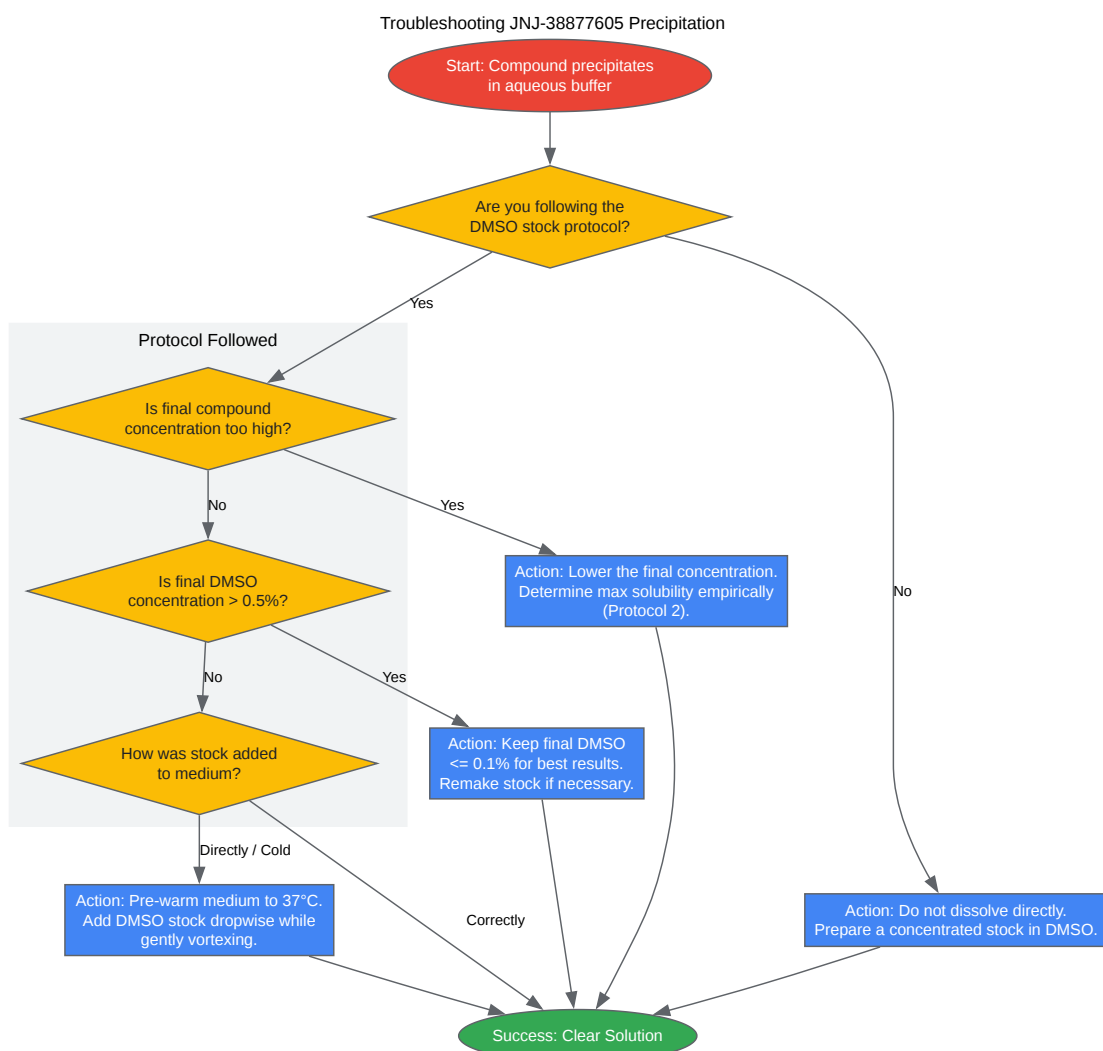 Troubleshooting JNJ-38877605 Precipitation
Start: Compound precipitates
in aqueous buffer
Are you following the
DMSO stock protocol?
Yes
Protocol Followed
Is final compound
concentration too high?
No
Yes
Is final DMSO
concentration > 0.5%?
Action: Lower the final concentration.
Determine max solubility empirically
(Protocol 2).
No
No
Yes
How was stock added
to medium?
Action: Keep final DMSO
<= 0.1% for best results.
Remake stock if necessary.
Directly / Cold
Action: Pre-warm medium to 37°C.
Add DMSO stock dropwise while
gently vortexing.
Correctly
Action: Do not dissolve directly.
Prepare a concentrated stock in DMSO.
Success: Clear Solution